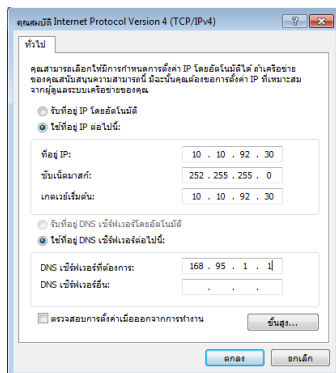 คุณสมบัติ Internet Protocol Version 4 (TCP/IPv4)
ทั่วไป
คุณสามารถเลือกให้มีการกำหนดการตั้งค่า IP โดยอัตโนมัติได้ ถ้าเครือข่าย
ของคุณสนับสนุนความสามารถนี้ มิฉะนั้นคุณต้องขอการตั้งค่า IP ที่เหมาะสม
จากผู้ดูแลระบบเครือข่ายของคุณ
รับที่อยู่ IP โดยอัตโนมัติ
ใช้ที่อยู่ IP ต่อไปนี้:
ที่อยู่ IP: 10 . 10 . 92 . 30
ซับเน็ตมาสก์: 252 . 255 . 255 . 0
เกตเวย์เริ่มต้น: 10 . 10 . 92 . 30
รับที่อยู่ DNS เซิร์ฟเวอร์โดยอัตโนมัติ
ใช้ที่อยู่ DNS เซิร์ฟเวอร์ต่อไปนี้:
DNS เซิร์ฟเวอร์ที่ต้องการ: 168 . 95 . 1 . 1
DNS เซิร์ฟเวอร์อื่น: . . .
ตรวจสอบการตั้งค่าเมื่อออกจากการทำงาน
ขั้นสูง...
ตกลง
ยกเลิก